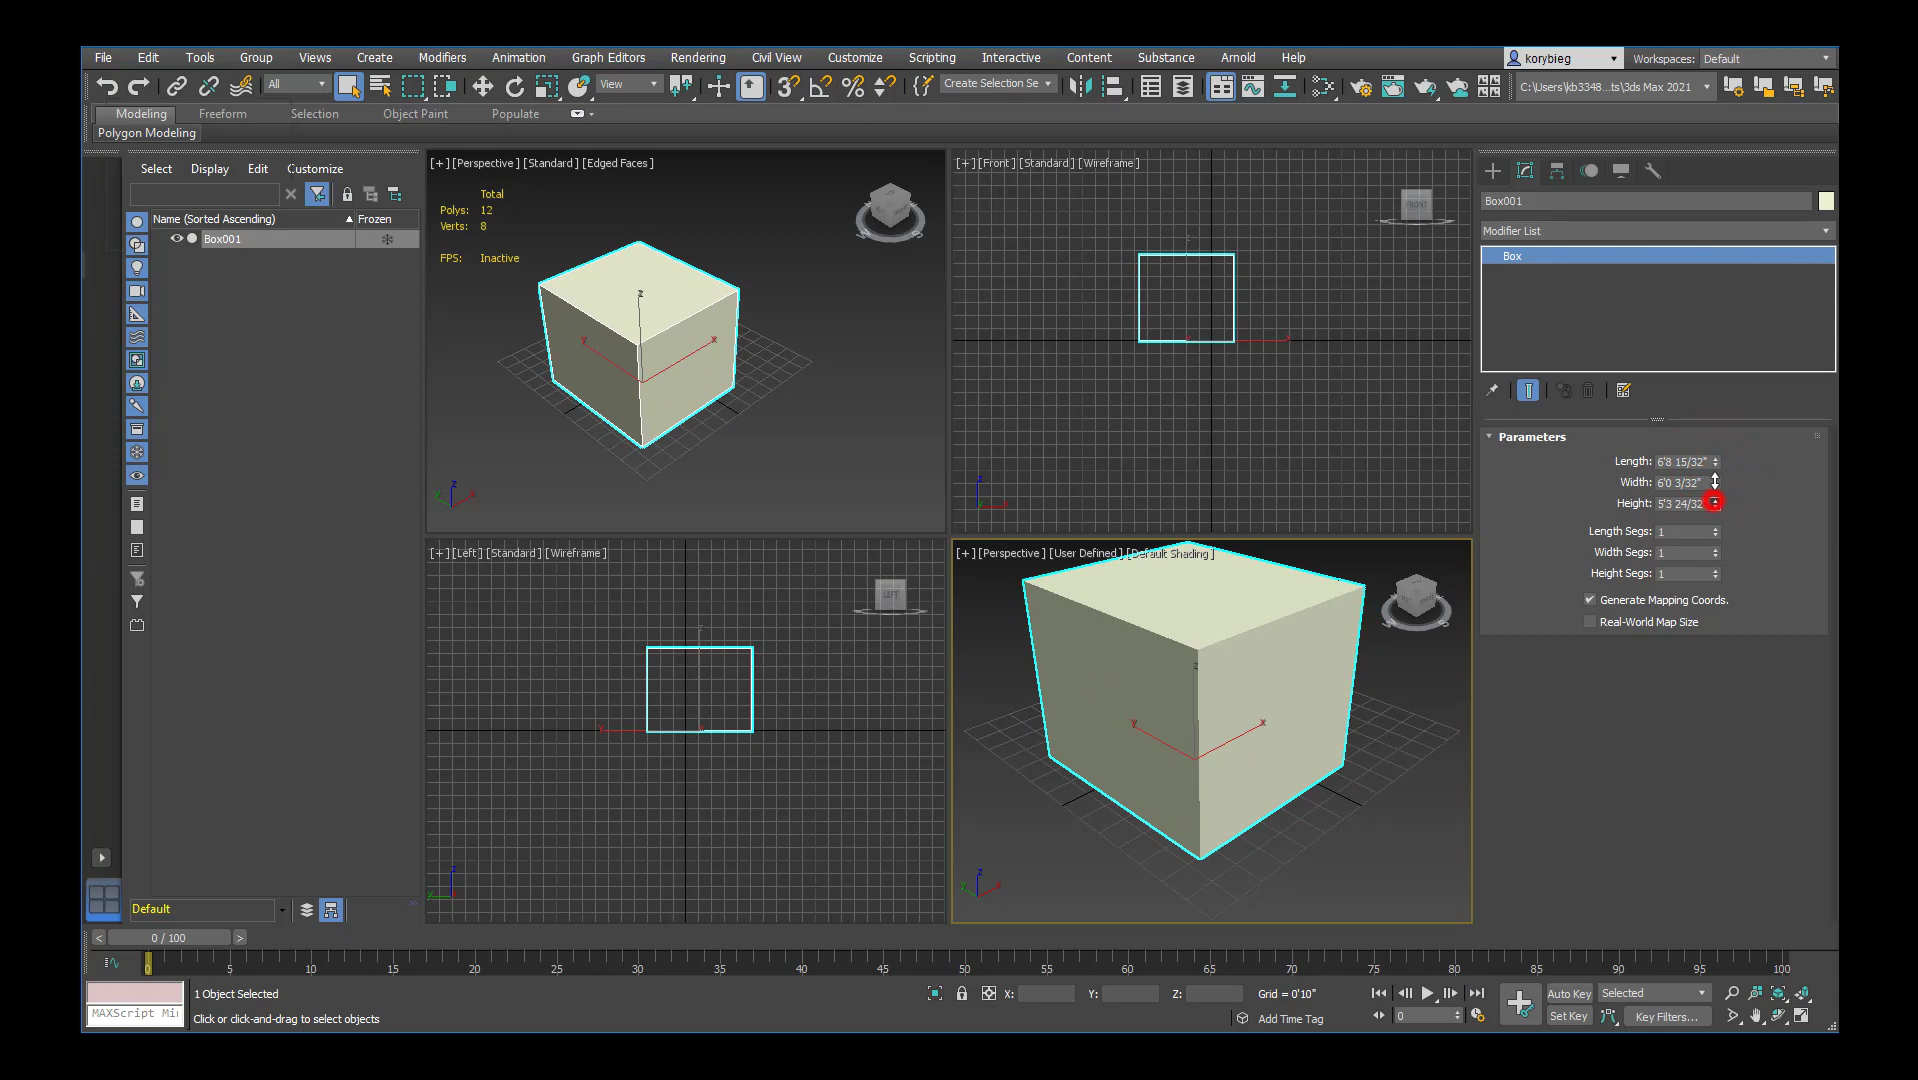 File Edit Tools Group Views Create Modifiers Animation Graph Editors Rendering Civil View Customize Scripting Interactive Content Substance Arnold Help korybieg Workspaces: Default
All View Create Selection Se C:\Users\kb3348...ts\3ds Max 2021
Modeling Freeform Selection Object Paint Populate
Polygon Modeling
Select Display Edit Customize
Name (Sorted Ascending) Frozen
Box001
[+] [Perspective] [Standard] [Edged Faces]
Total
Polys: 12
Verts: 8
FPS: Inactive
z
y x
z
y x
[+] [Front] [Standard] [Wireframe]
FRONT
z
x
z
x
[+] [Left] [Standard] [Wireframe]
LEFT
z
y
z
y
[+] [Perspective] [User Defined] [Default Shading]
z
y x
z
y x
Box001
Modifier List
Box
Parameters
Length: 6'8 15/32"
Width: 6'0 3/32"
Height: 5'3 24/32
Length Segs: 1
Width Segs: 1
Height Segs: 1
Generate Mapping Coords.
Real-World Map Size
Default
0 / 100
0 5 10 15 20 25 30 35 40 45 50 55 60 65 70 75 80 85 90 95 100
1 Object Selected X: Y: Z: Grid = 0'10" Auto Key Selected
MAXScript Mi Click or click-and-drag to select objects Add Time Tag 0 Set Key Key Filters...